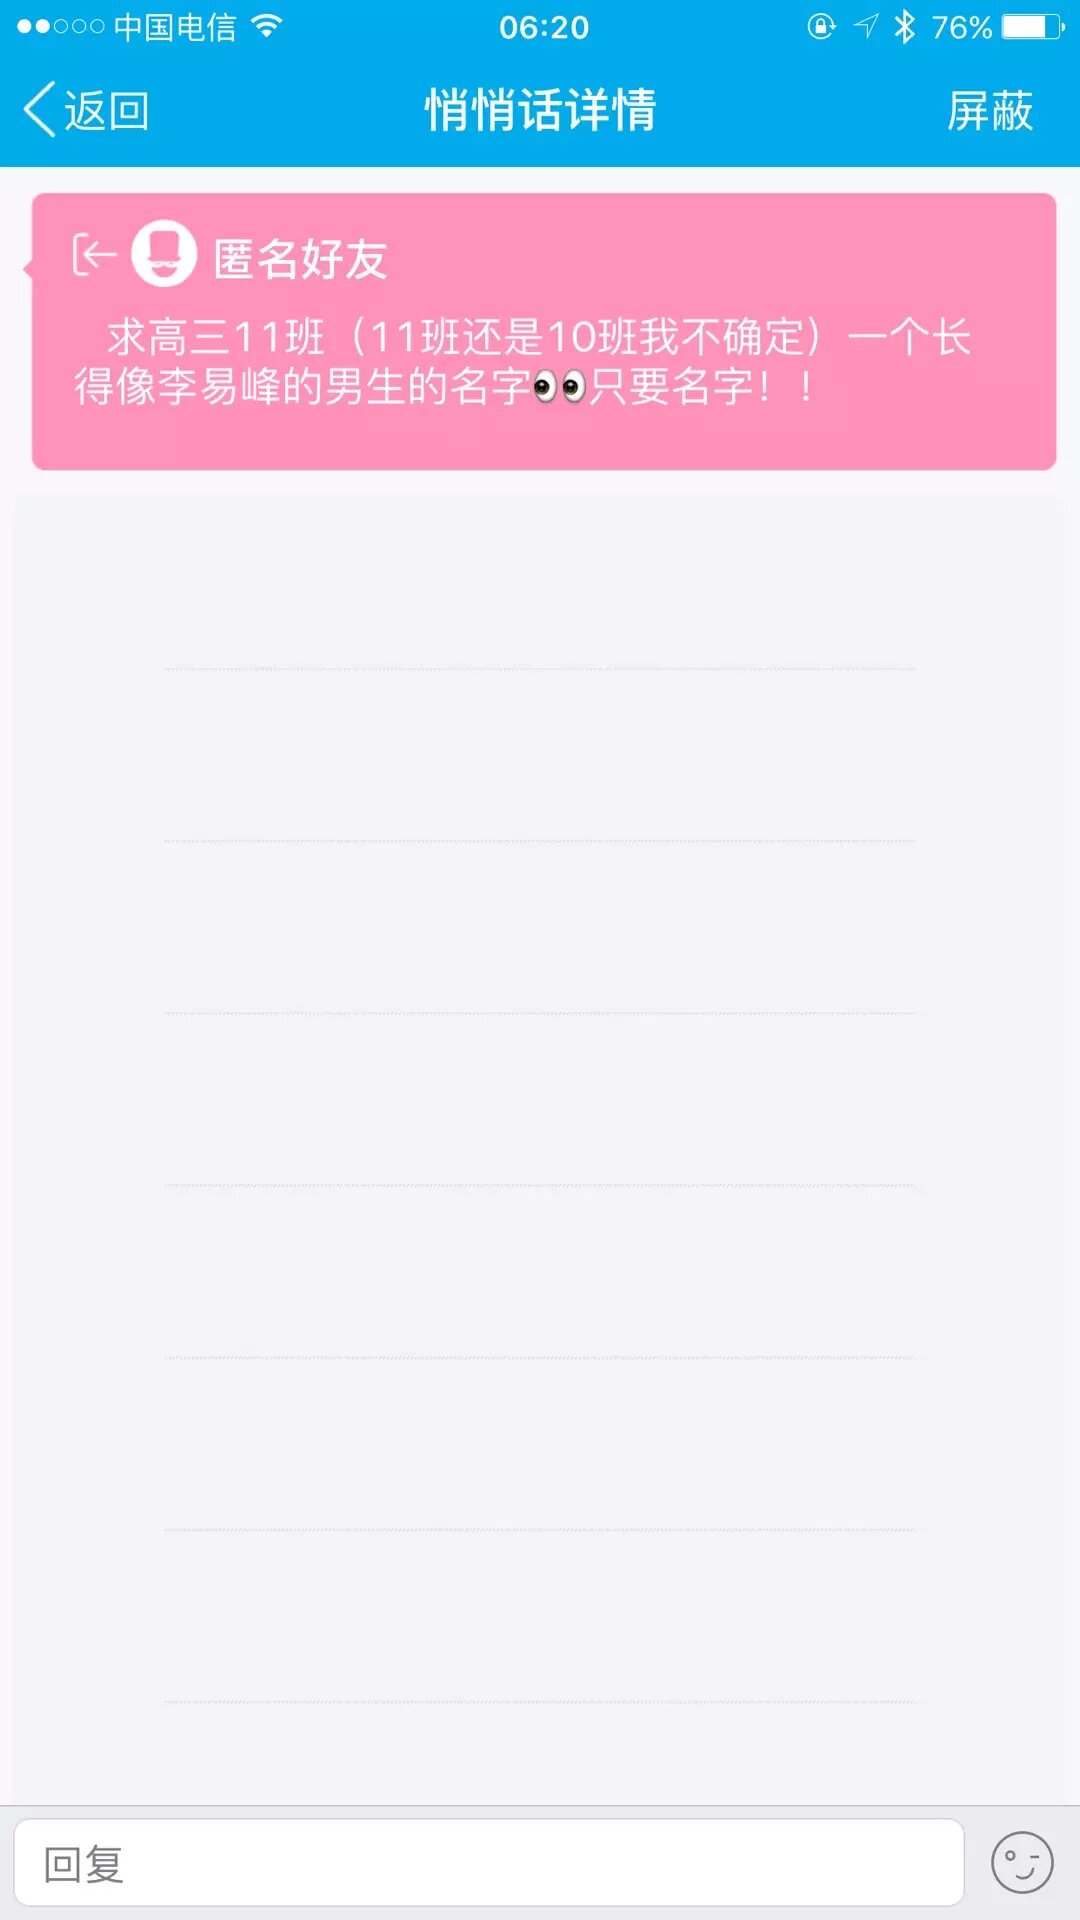 中国电信 06:20 76%
返回 悄悄话详情 屏蔽
匿名好友
求高三11班（11班还是10班我不确定）一个长
得像李易峰的男生的名字👀只要名字！！
回复